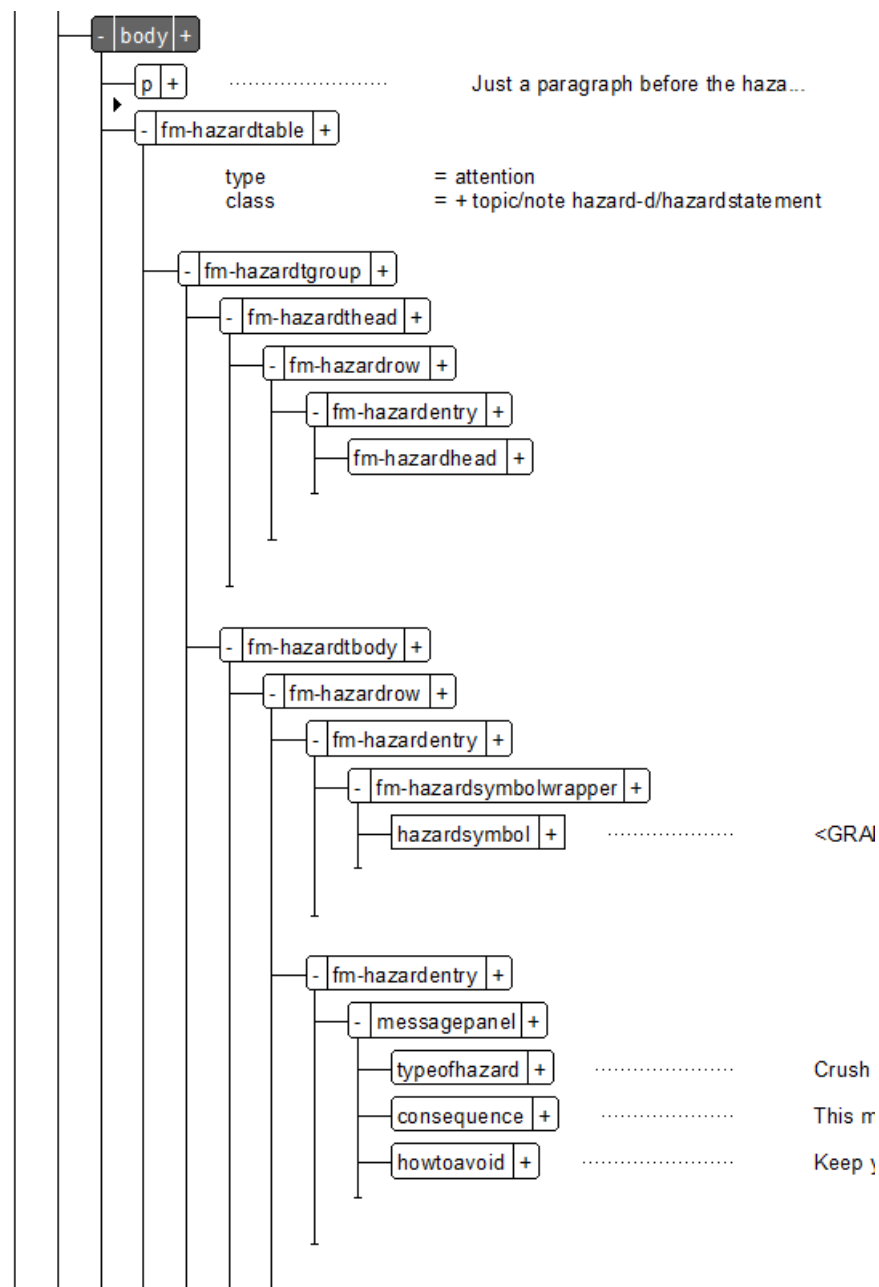 - body +
p + Just a paragraph before the haza...
- fm-hazardtable +
type = attention
class = + topic/note hazard-d/hazardstatement
- fm-hazardtgroup +
- fm-hazardthead +
- fm-hazardrow +
- fm-hazardentry +
fm-hazardhead +
- fm-hazardtbody +
- fm-hazardrow +
- fm-hazardentry +
- fm-hazardsymbolwrapper +
hazardsymbol + <GRA
- fm-hazardentry +
- messagepanel +
typeofhazard + Crush
consequence + This m
howtoavoid + Keep y